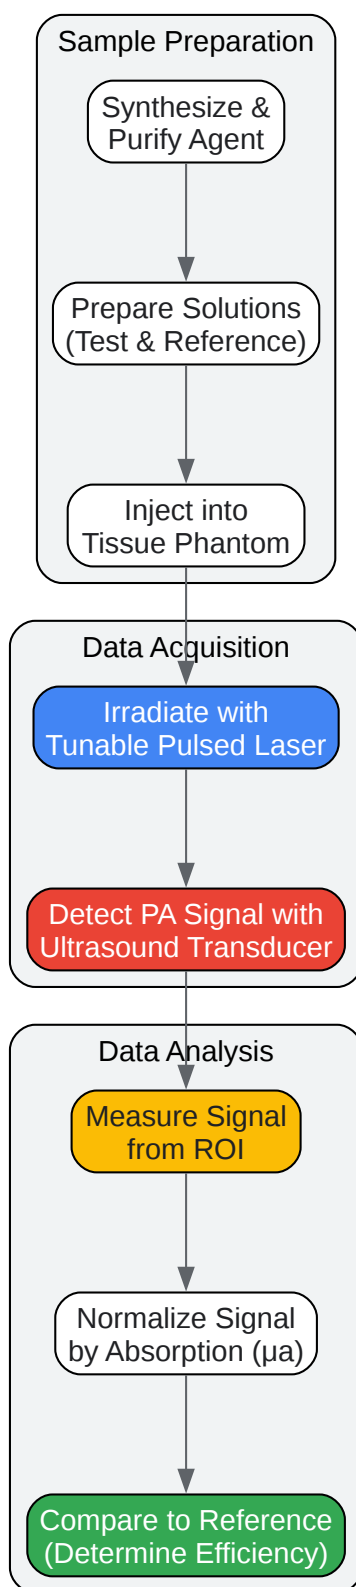 Sample Preparation
Synthesize &
Purify Agent
Prepare Solutions
(Test & Reference)
Inject into
Tissue Phantom
Data Acquisition
Irradiate with
Tunable Pulsed Laser
Detect PA Signal with
Ultrasound Transducer
Data Analysis
Measure Signal
from ROI
Normalize Signal
by Absorption (μa)
Compare to Reference
(Determine Efficiency)